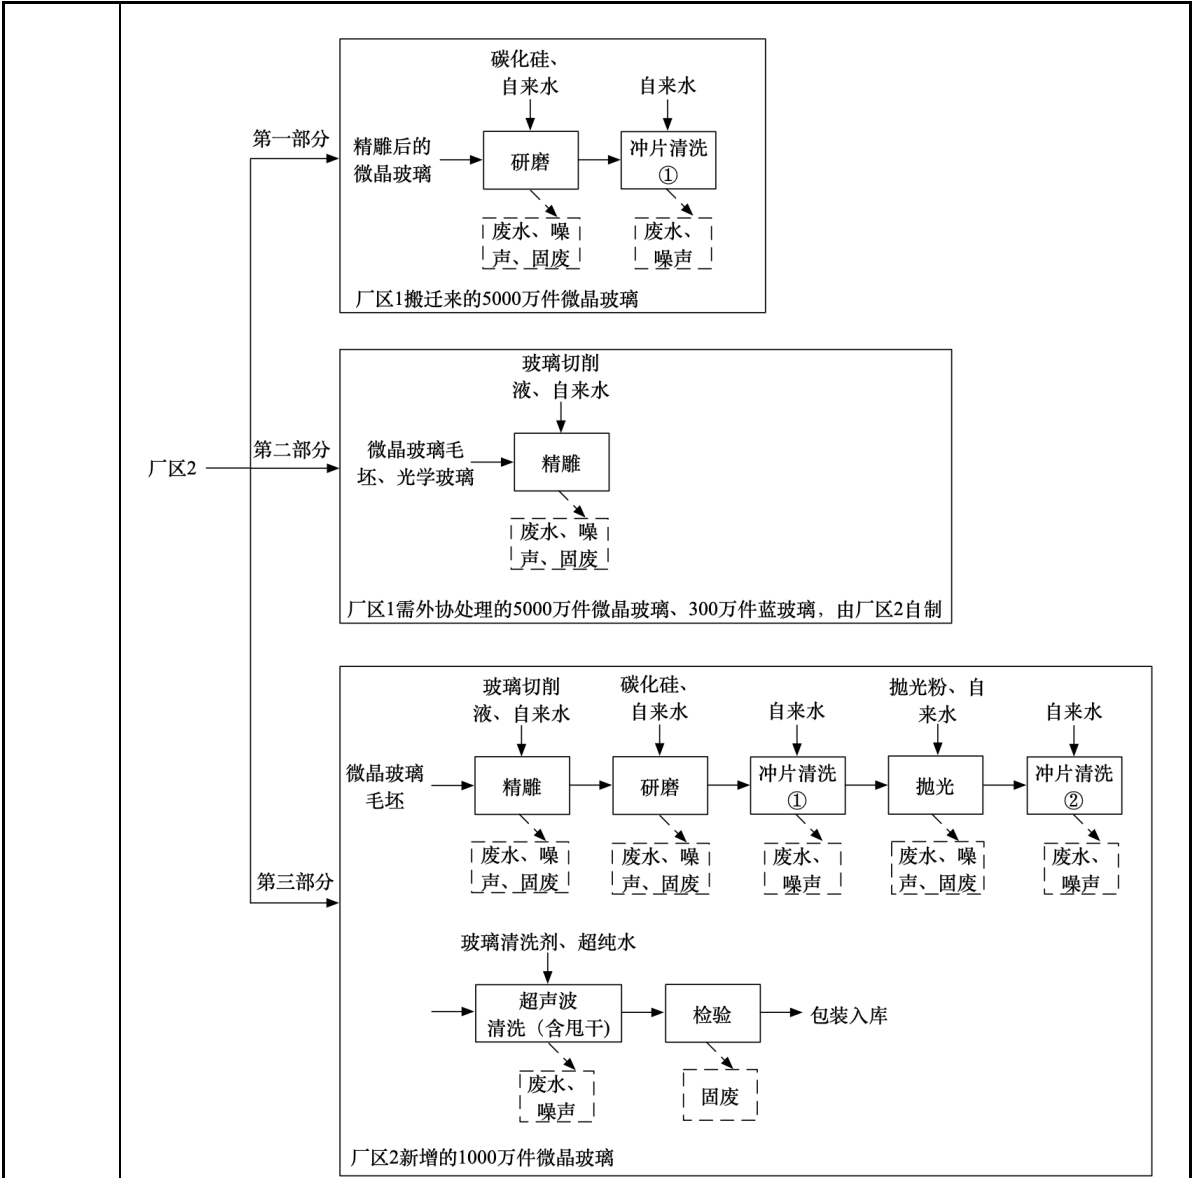 厂区2
第一部分
碳化硅、
自来水
自来水
精雕后的
微晶玻璃
研磨
冲片清洗
①
废水、噪
声、固废
废水、
噪声
厂区1搬迁来的5000万件微晶玻璃
第二部分
玻璃切削
液、自来水
微晶玻璃毛
坯、光学玻璃
精雕
废水、噪
声、固废
厂区1需外协处理的5000万件微晶玻璃、300万件蓝玻璃，由厂区2自制
第三部分
玻璃切削
液、自来水
碳化硅、
自来水
自来水
抛光粉、自
来水
自来水
微晶玻璃
毛坯
精雕
研磨
冲片清洗
①
抛光
冲片清洗
②
废水、噪
声、固废
废水、噪
声、固废
废水、
噪声
废水、噪
声、固废
废水、
噪声
玻璃清洗剂、超纯水
超声波
清洗（含甩干)
检验
包装入库
废水、
噪声
固废
厂区2新增的1000万件微晶玻璃